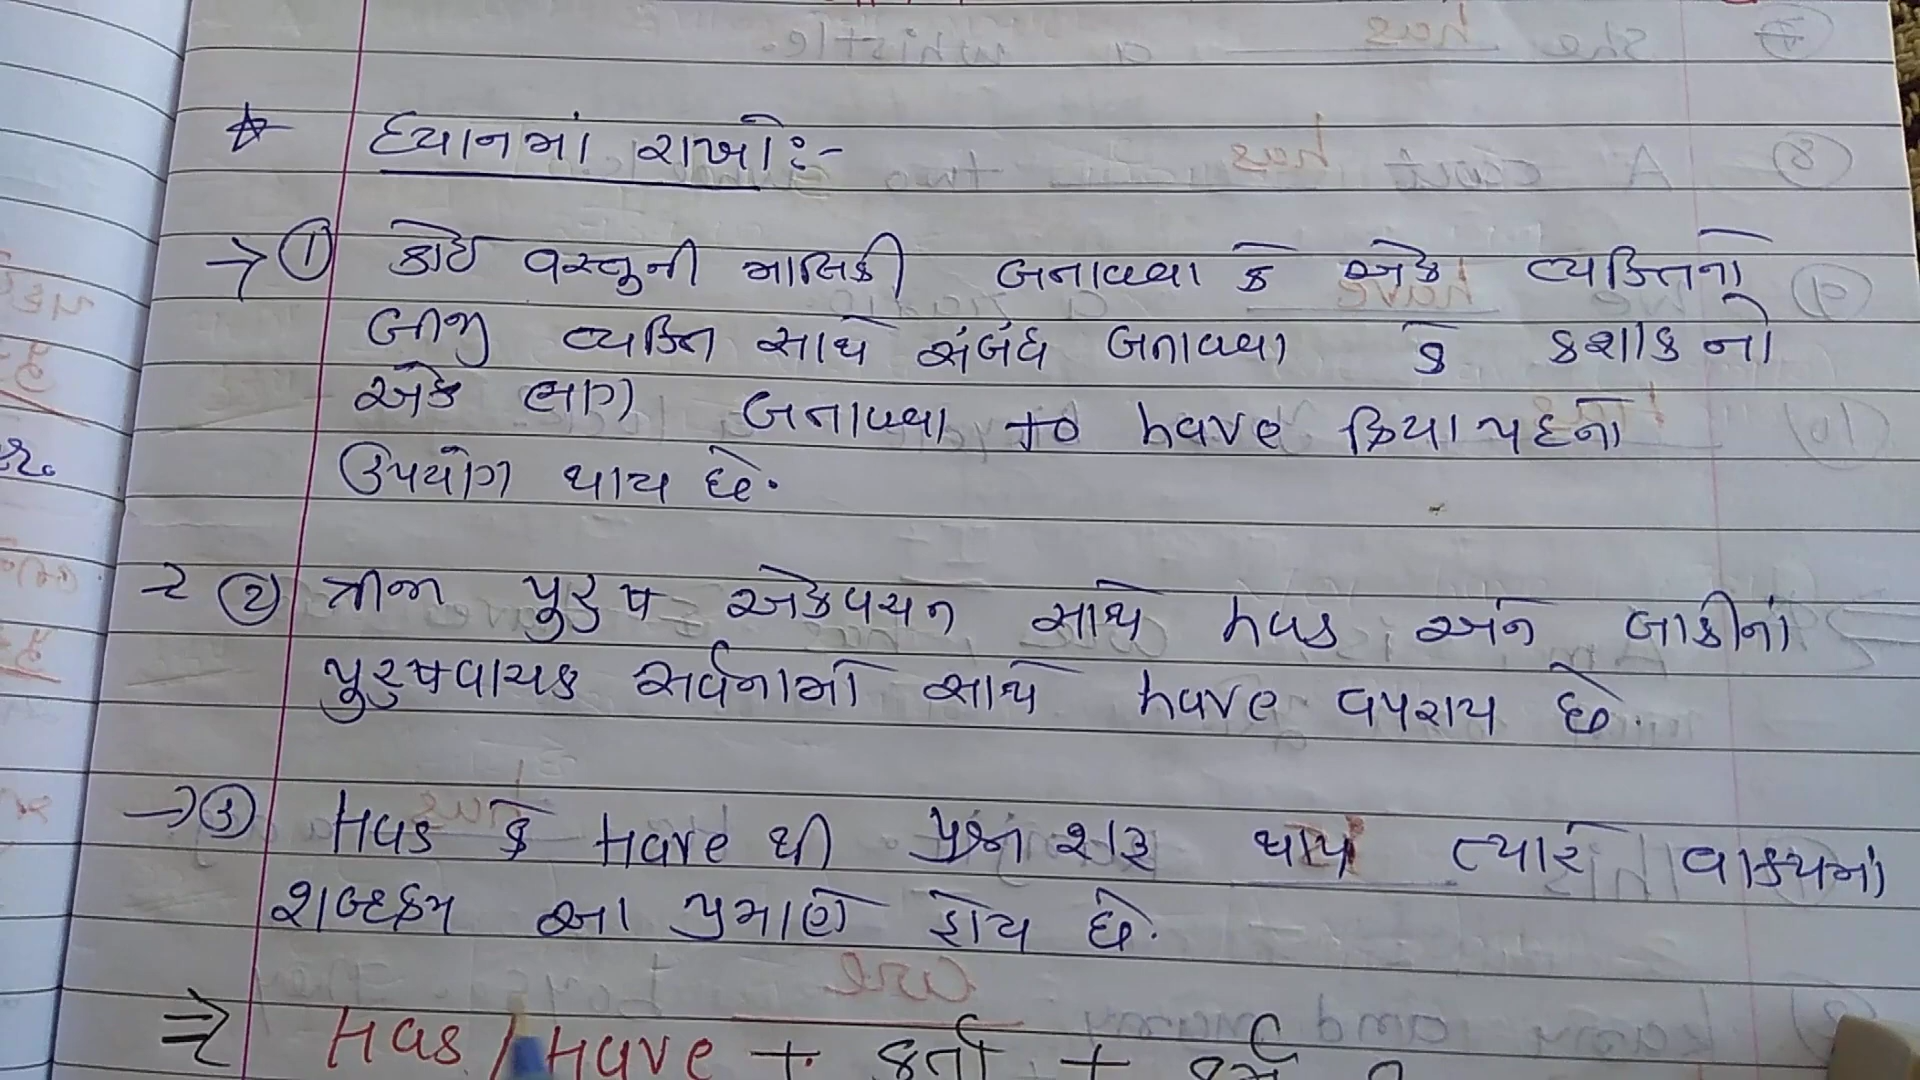 * ધ્યાનમાં રાખો:-
→ ① કોઈ વસ્તુની માલિકી બતાવવા કે એક વ્યક્તિનો
બીજી વ્યક્તિ સાથે સંબંધ બતાવવા કે કશાકનો
એક ભાગ બતાવવા to have ક્રિયાપદનો
ઉપયોગ થાય છે.
→ ② ત્રીજા પુરુષ એકવચન સાથે has અને બાકીનાં
પુરુષવાચક સર્વનામો સાથે have વપરાય છે.
→ ③ Has કે Have થી પ્રશ્ન શરૂ થાય ત્યારે વાક્યમાં
શબ્દક્રમ આ પ્રમાણે હોય છે.
⇒ Has / Have + કર્તા + કર્મ ?